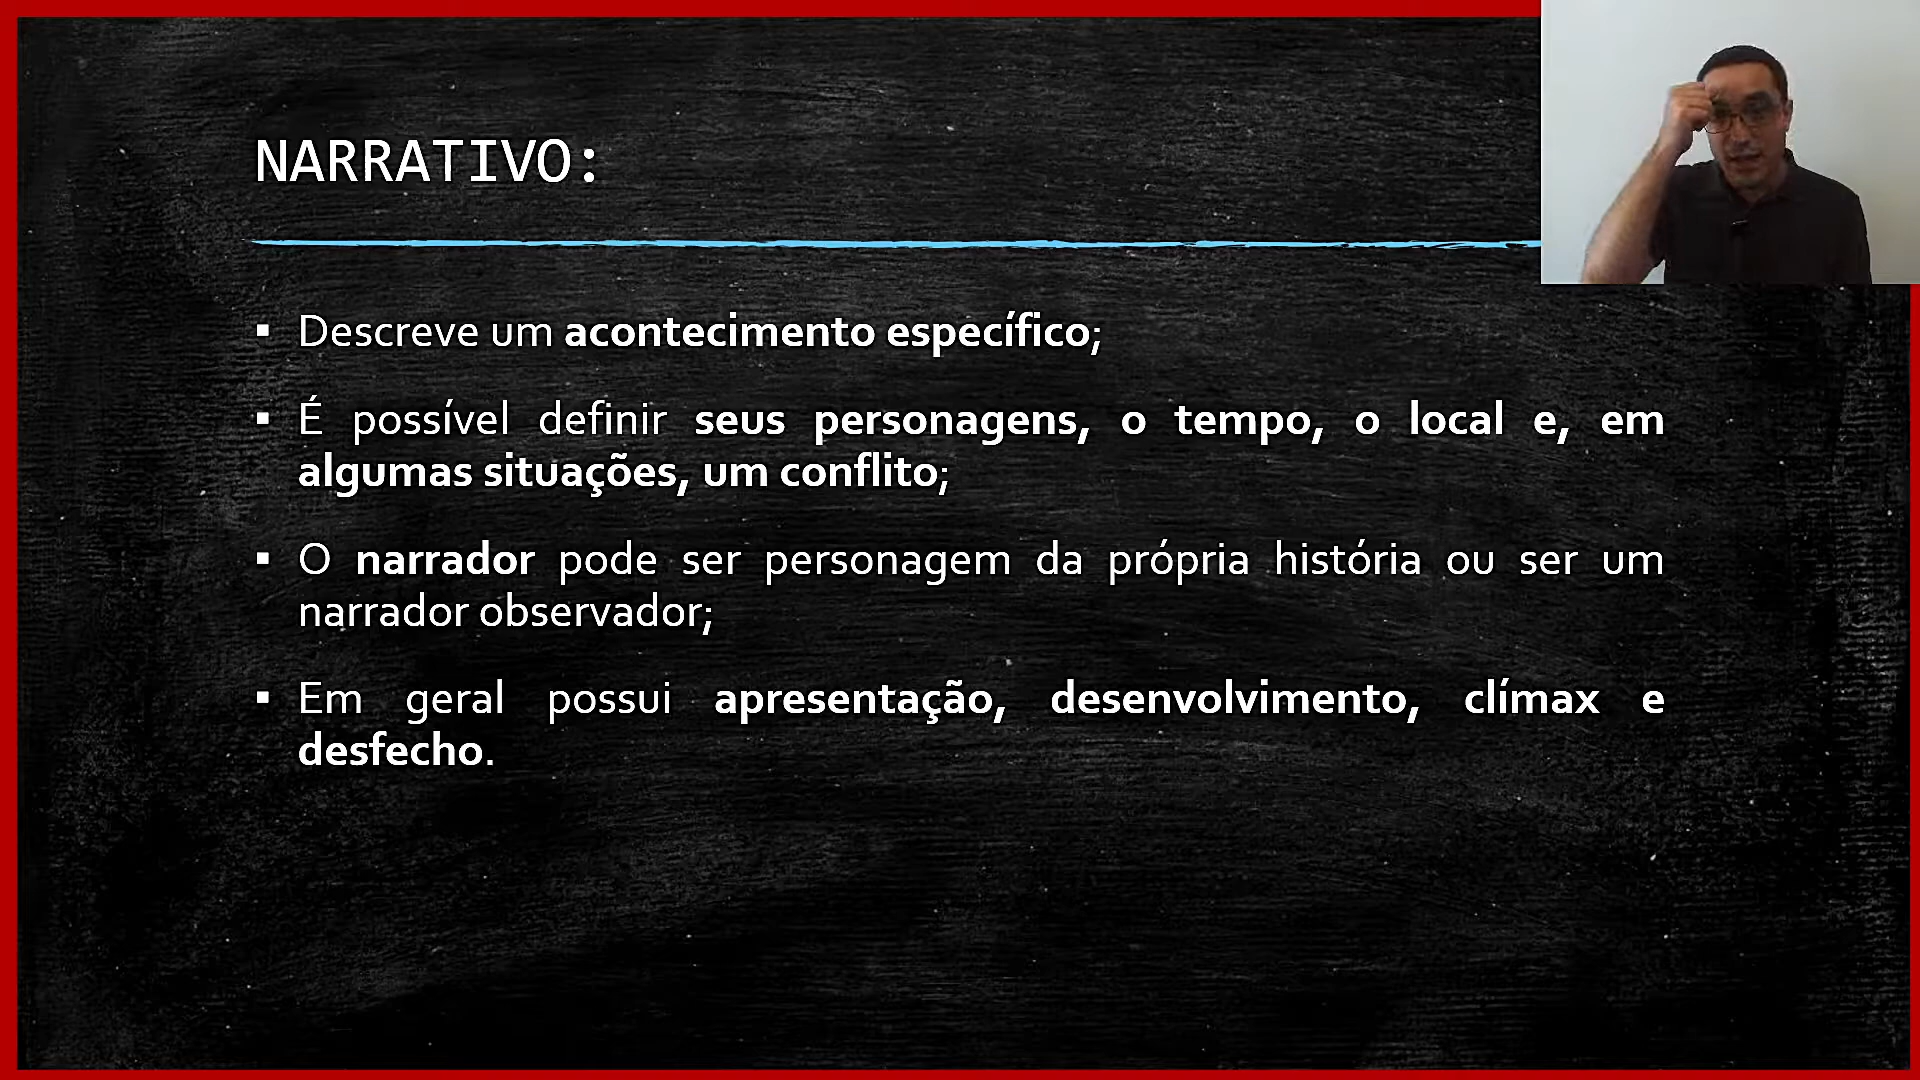 NARRATIVO:
▪ Descreve um acontecimento específico;
▪ É possível definir seus personagens, o tempo, o local e, em
algumas situações, um conflito;
▪ O narrador pode ser personagem da própria história ou ser um
narrador observador;
▪ Em geral possui apresentação, desenvolvimento, clímax e
desfecho.